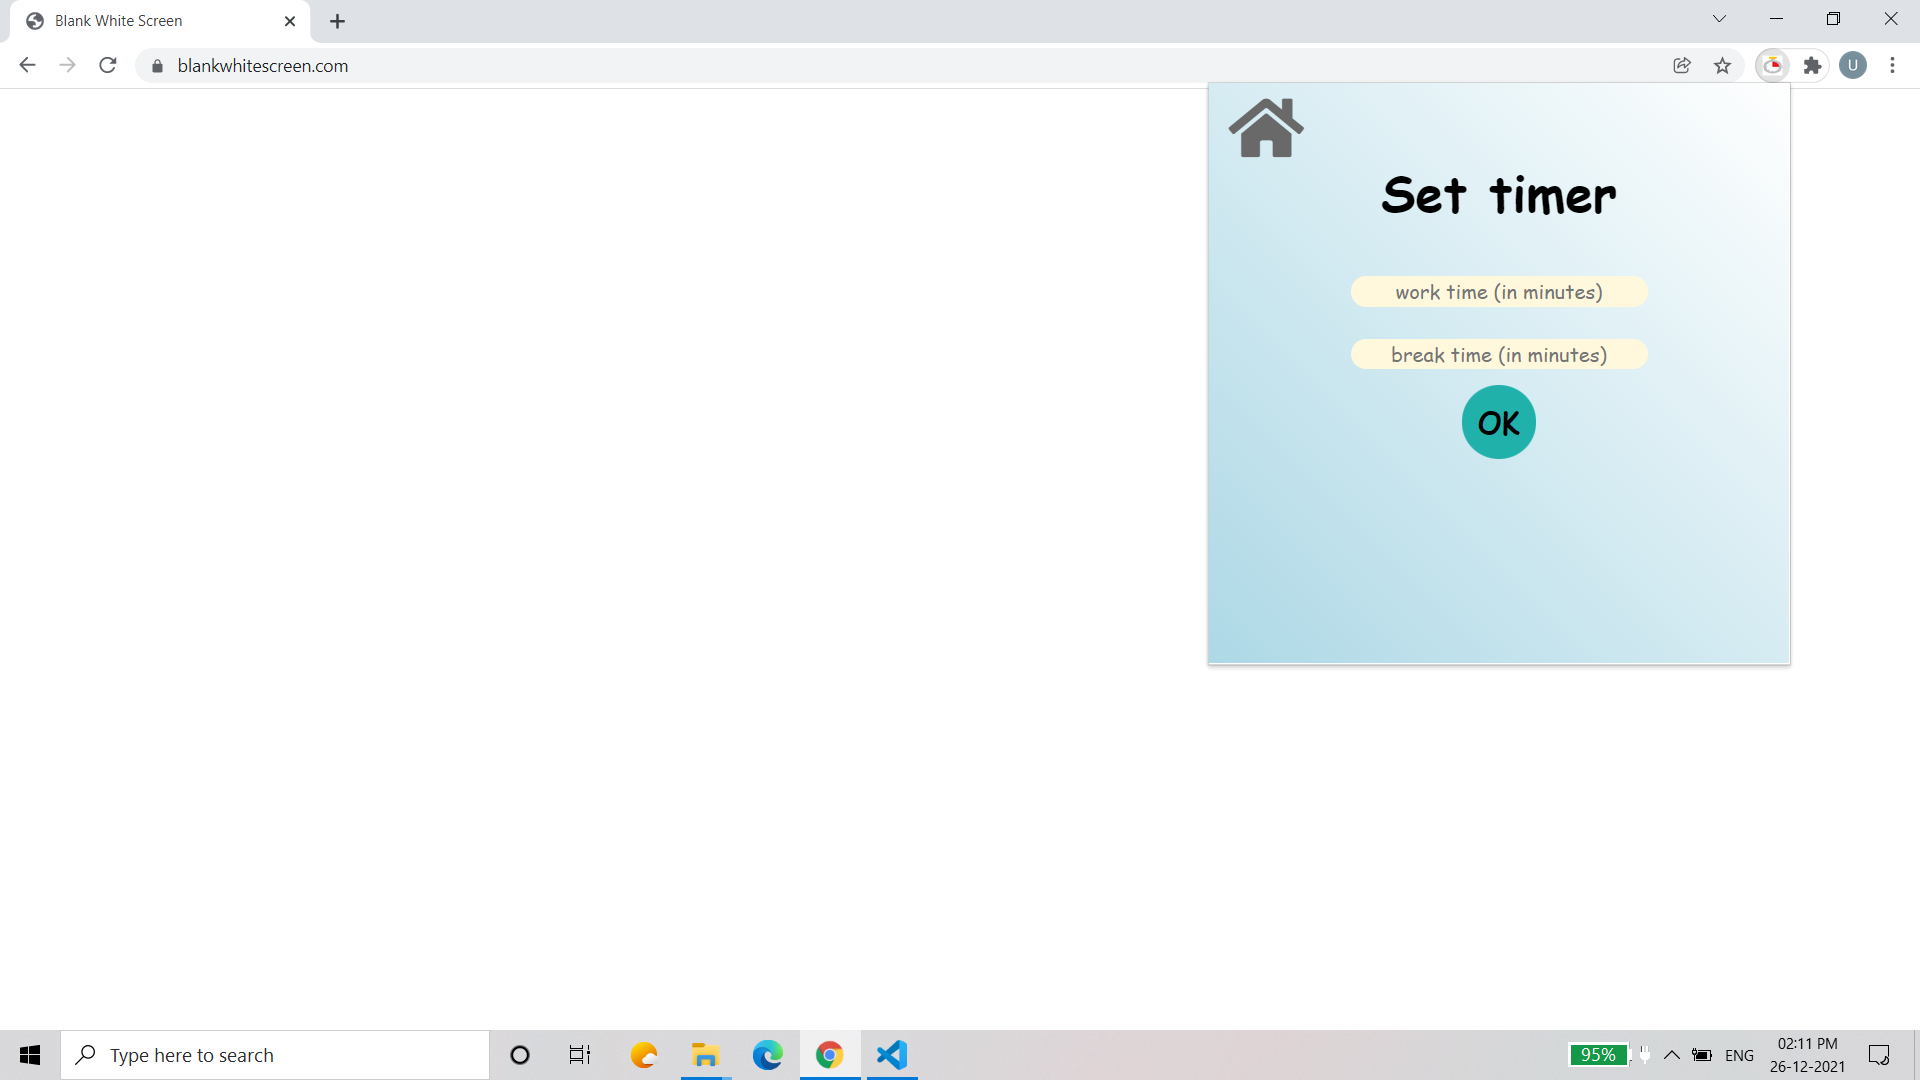 Blank White Screen
blankwhitescreen.com
U
Set timer
work time (in minutes)
break time (in minutes)
OK
Type here to search
95%
ENG
02:11 PM
26-12-2021